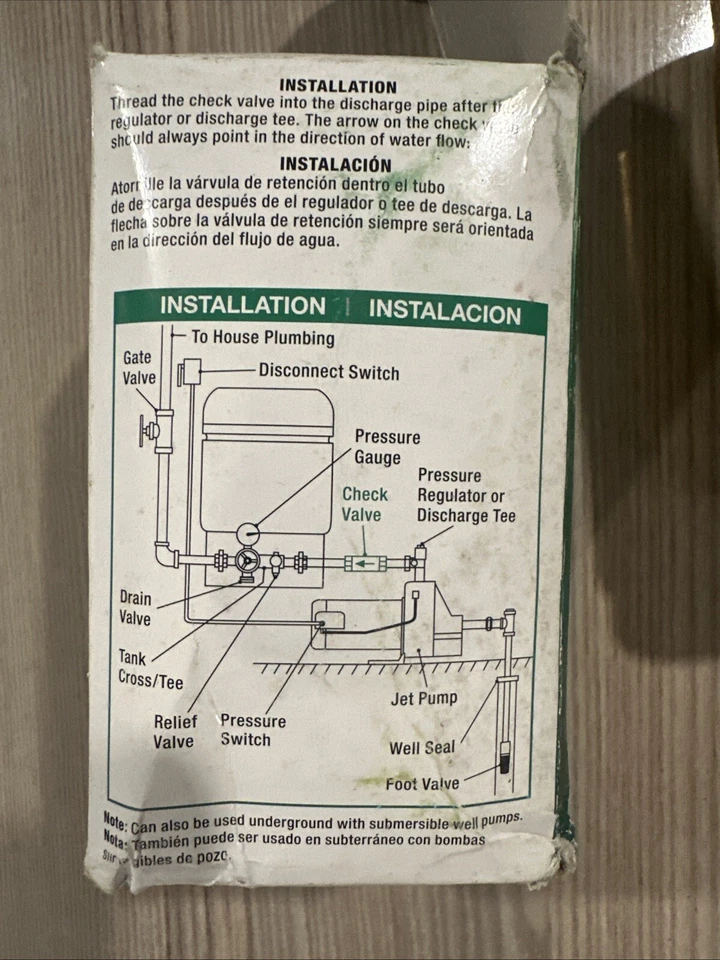 INSTALLATION
Thread the check valve into the discharge pipe after
regulator or discharge tee. The arrow on the check
should always point in the direction of water flow:
INSTALACIÓN
Atornille la várvula de retención dentro el tubo
de descarga después de el regulador o tee de descarga. La
flecha sobre la válvula de retención siempre será orientada
en la dirección del flujo de agua.
INSTALLATION | INSTALACION
To House Plumbing
Gate
Valve
Disconnect Switch
Pressure
Gauge
Check
Valve
Pressure
Regulator or
Discharge Tee
Drain
Valve
Tank
Cross/Tee
Relief
Valve
Pressure
Switch
Jet Pump
Well Seal
Foot Valve
Note: Can also be used underground with submersible well pumps.
Nota: También puede ser usado en subterráneo con bombas
de pozo.